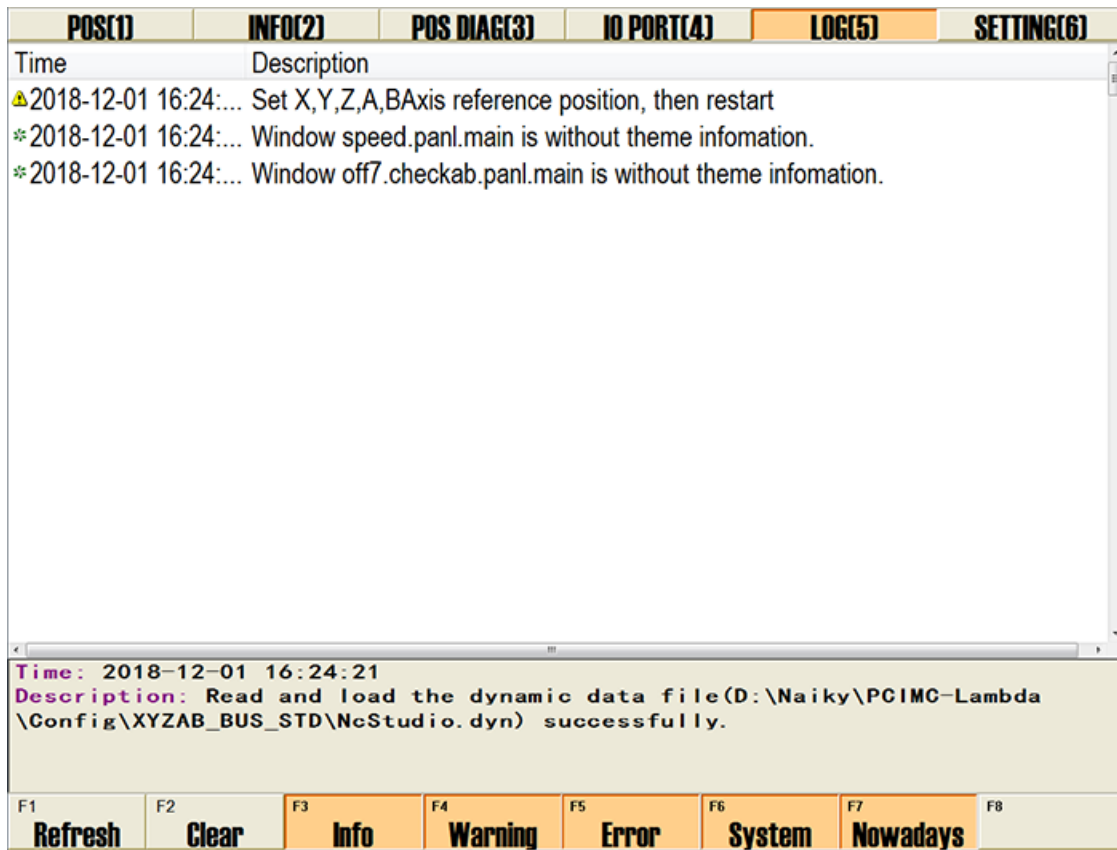 POS(1) INFO(2) POS DIAG(3) IO PORT(4) LOG(5) SETTING(6)
Time Description
2018-12-01 16:24:... Set X,Y,Z,A,BAxis reference position, then restart
2018-12-01 16:24:... Window speed.panl.main is without theme infomation.
2018-12-01 16:24:... Window off7.checkab.panl.main is without theme infomation.
Time: 2018-12-01 16:24:21
Description: Read and load the dynamic data file(D:\Naiky\PCIMC-Lambda
\Config\XYZAB_BUS_STD\NcStudio.dyn) successfully.
F1 F2 F3 F4 F5 F6 F7 F8
Refresh Clear Info Warning Error System Nowadays